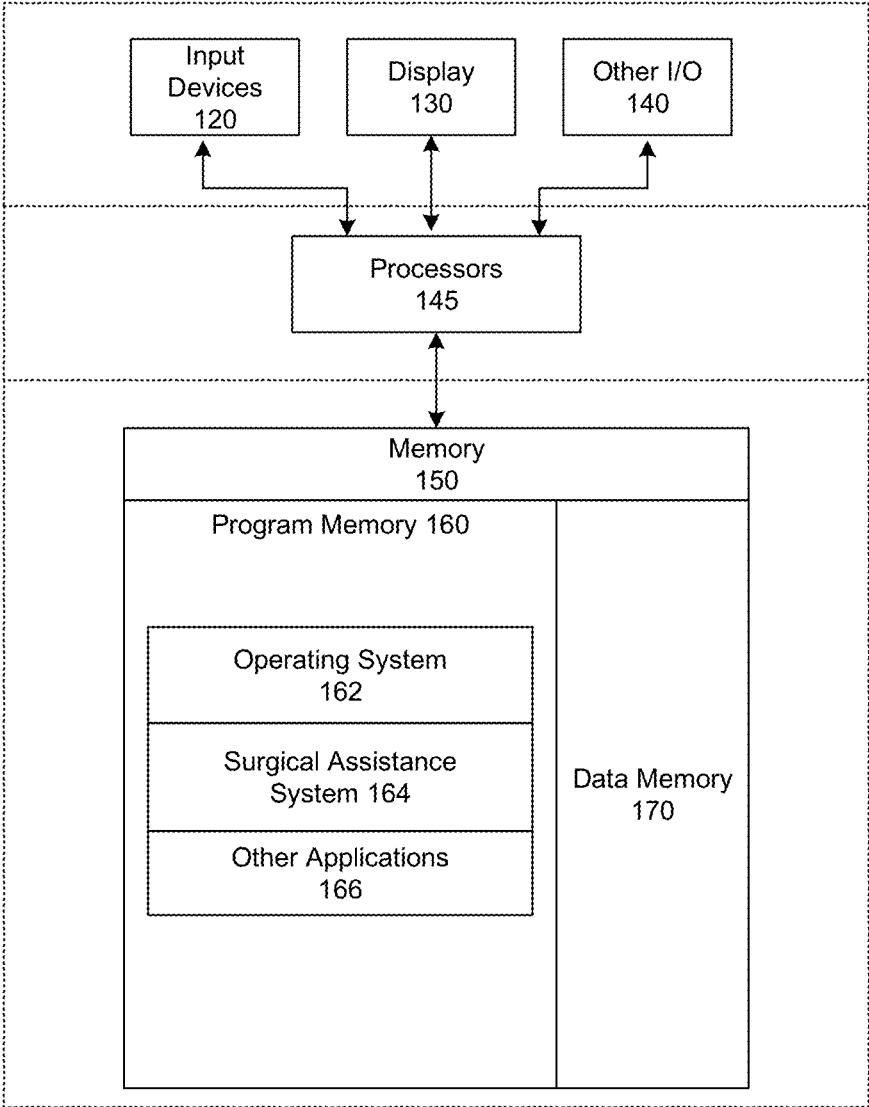 Input
Devices
120
Display
130
Other I/O
140
Processors
145
Memory
150
Program Memory 160
Operating System
162
Surgical Assistance
System 164
Other Applications
166
Data Memory
170